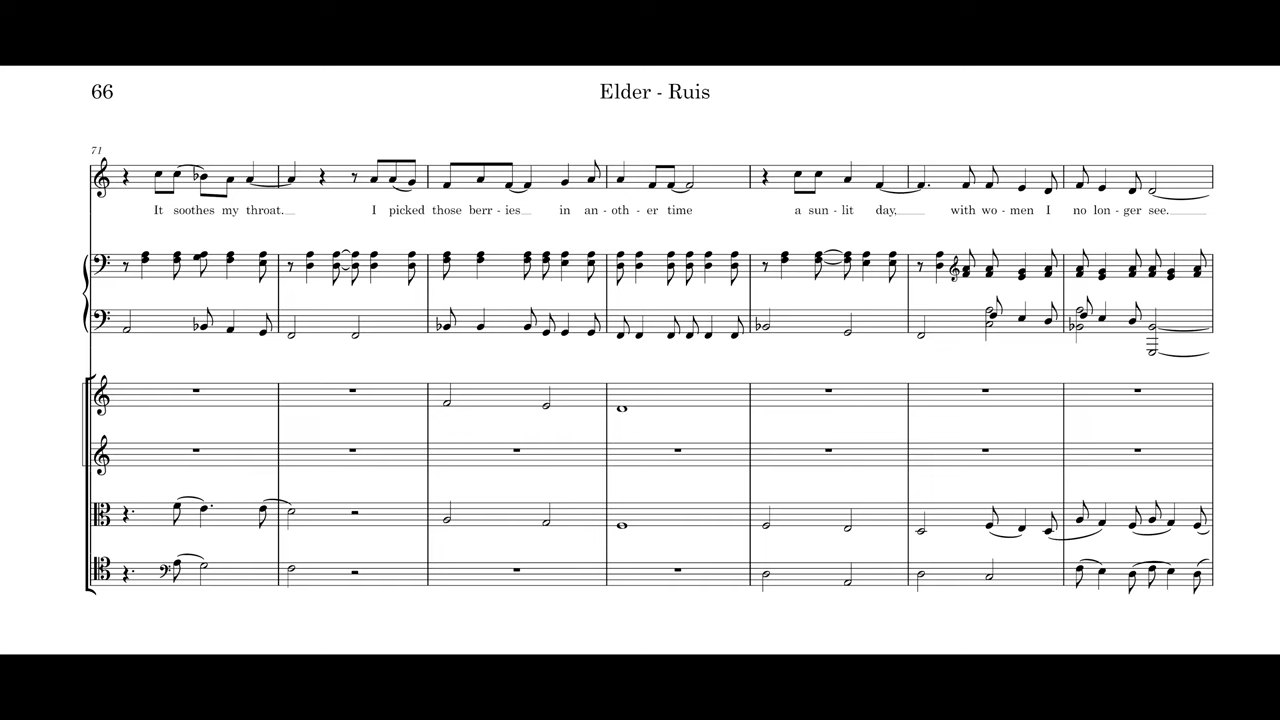 66
Elder - Ruis
71
It soothes my throat. I picked those berr - ies in an - oth - er time a sun - lit day, with wo - men I no lon - ger see.